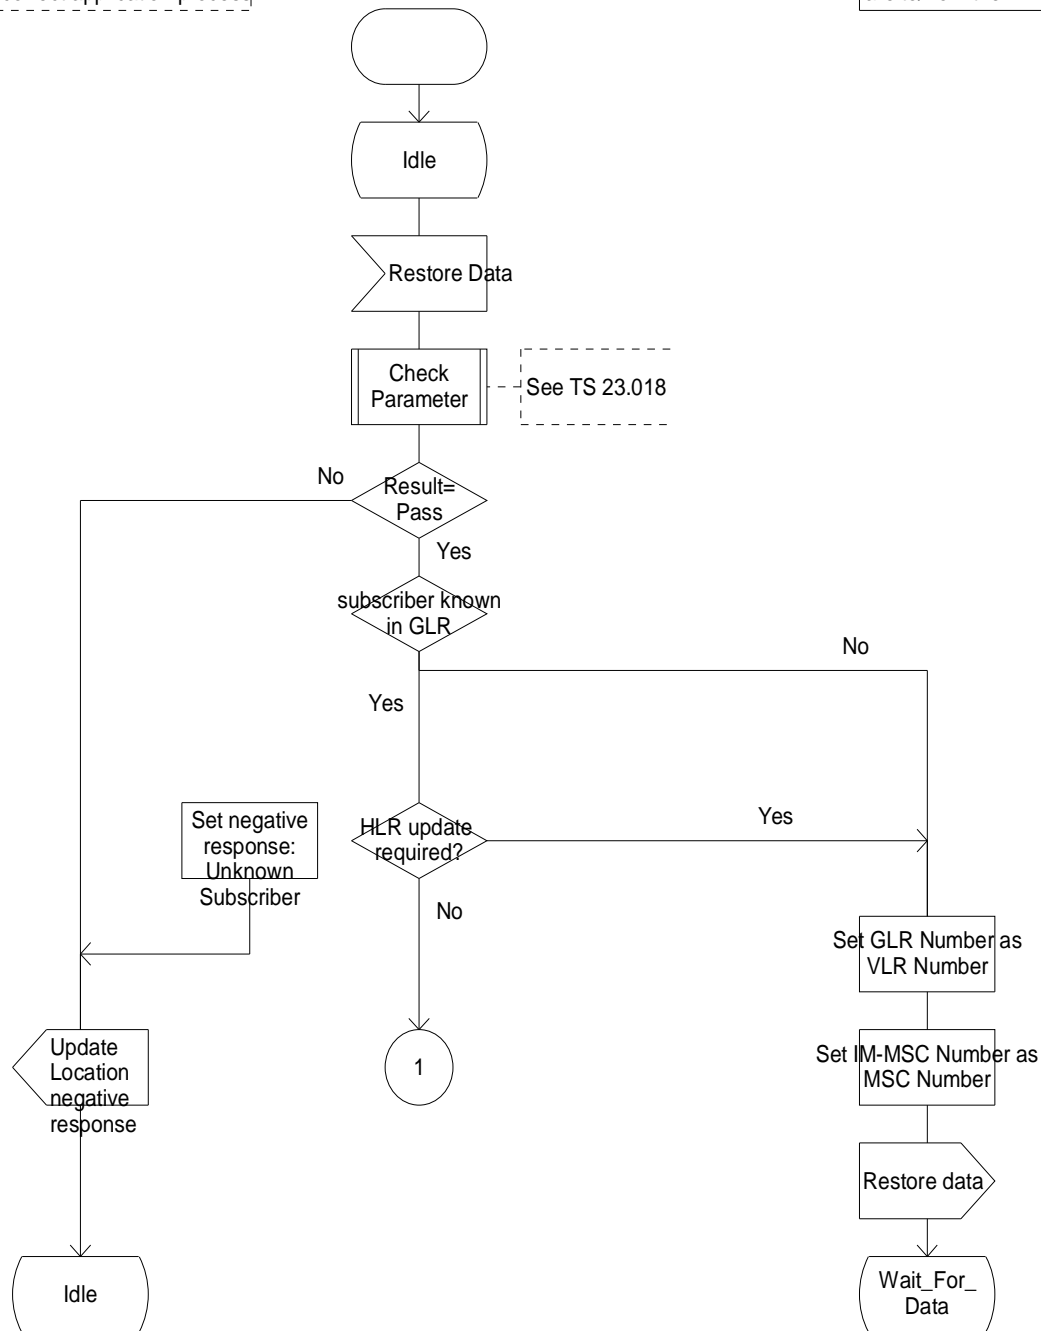 Idle
Restore Data
Check
Parameter
See TS 23.018
No
Result=
Pass
Yes
subscriber known
in GLR
No
Yes
Set negative
response:
Unknown
Subscriber
HLR update
required?
Yes
No
Set GLR Number as
VLR Number
Update
Location
negative
response
1
Set IM-MSC Number as
MSC Number
Restore data
Idle
Wait_For_
Data